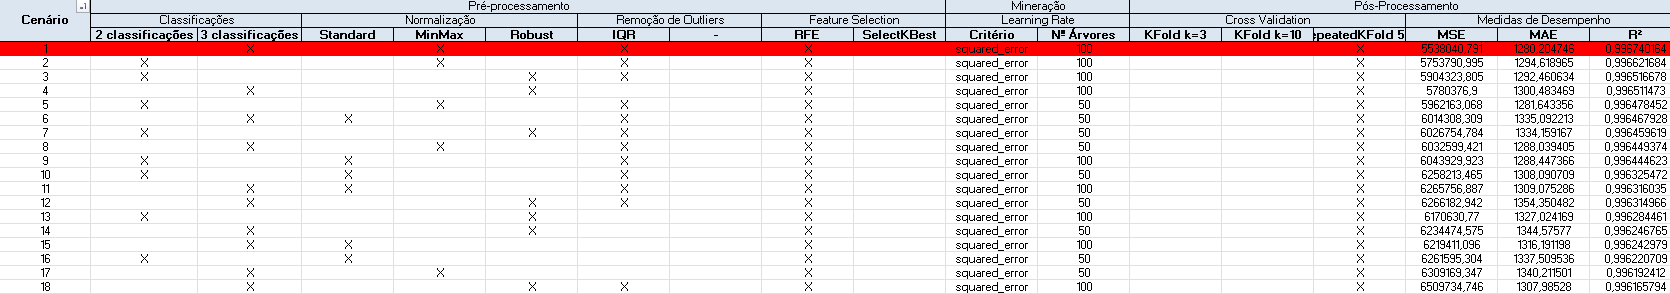 Pré-processamento Mineração Pós-Processamento
Cenário Classificações Normalização Remoção de Outliers Feature Selection Learning Rate Cross Validation Medidas de Desempenho
2 classificações 3 classificações Standard MinMax Robust IQR - RFE SelectKBest Critério Nº Árvores KFold k=3 KFold k=10 epeatedKFold 5 MSE MAE R²
1 X X X X squared_error 100 X 5538040,791 1280,204746 0,996740164
2 X X X X squared_error 100 X 5753790,995 1294,618965 0,996621684
3 X X X X squared_error 100 X 5904323,805 1292,460634 0,996516678
4 X X X squared_error 100 X 5780376,9 1300,483469 0,996511473
5 X X X X squared_error 50 X 5962163,068 1281,643356 0,996478452
6 X X X X squared_error 50 X 6014308,309 1335,092213 0,996467928
7 X X X X squared_error 50 X 6026754,784 1334,159167 0,996459619
8 X X X X squared_error 50 X 6032599,421 1288,039405 0,996449374
9 X X X X squared_error 100 X 6043929,923 1288,447366 0,996444623
10 X X X X squared_error 50 X 6258213,465 1308,090709 0,996325472
11 X X X X squared_error 100 X 6265756,887 1309,075286 0,996316035
12 X X X X squared_error 50 X 6266182,942 1354,350482 0,996314966
13 X X X squared_error 100 X 6170630,77 1327,024169 0,996284461
14 X X X squared_error 50 X 6234474,575 1344,57577 0,996246765
15 X X X squared_error 100 X 6219411,096 1316,191198 0,996242979
16 X X X squared_error 50 X 6261595,304 1337,509536 0,996220709
17 X X X squared_error 50 X 6309169,347 1340,211501 0,996192412
18 X X X X squared_error 100 X 6509734,746 1307,98528 0,996165794